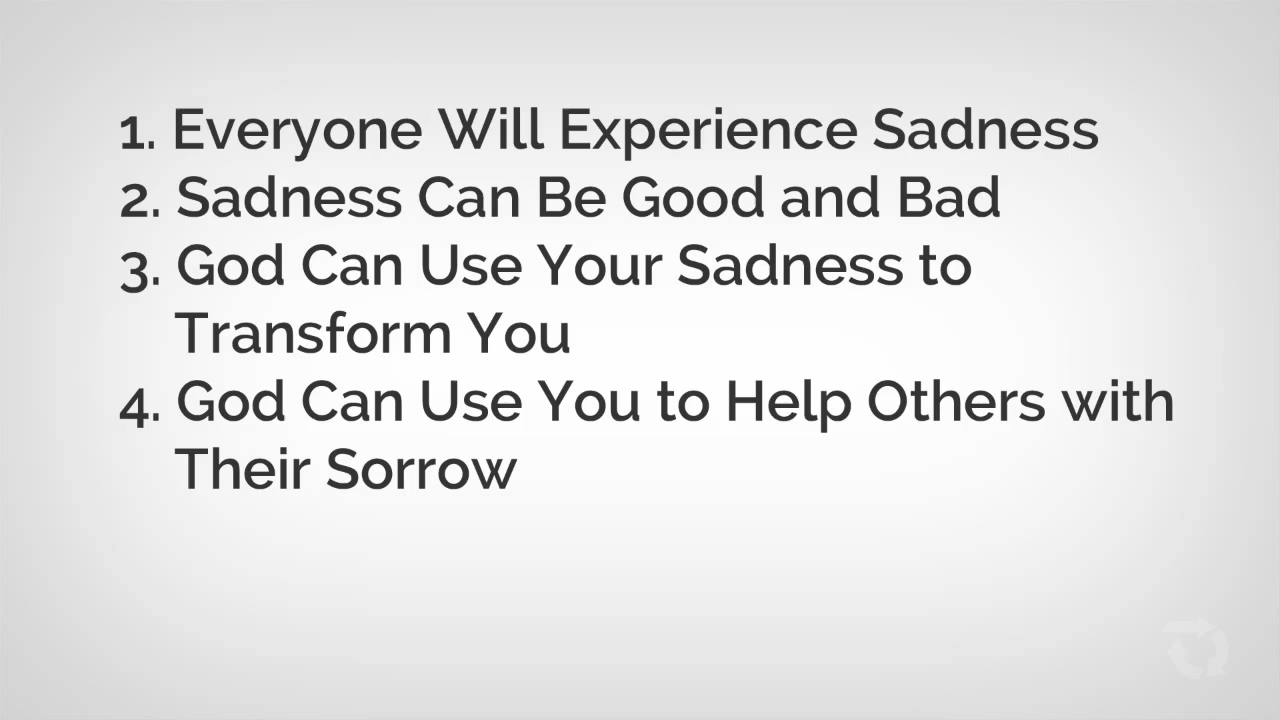 1. Everyone Will Experience Sadness
2. Sadness Can Be Good and Bad
3. God Can Use Your Sadness to
Transform You
4. God Can Use You to Help Others with
Their Sorrow